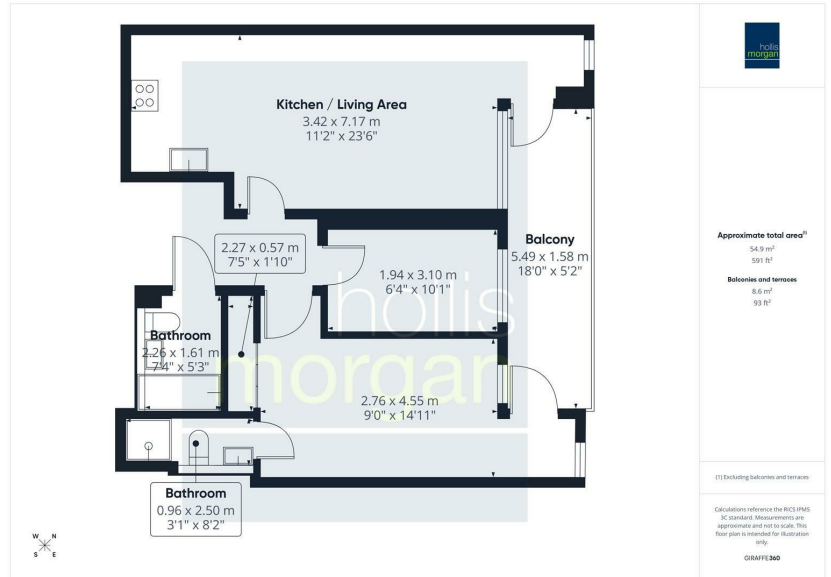 Kitchen / Living Area
3.42 x 7.17 m
11'2" x 23'6"
2.27 x 0.57 m
7'5" x 1'10"
1.94 x 3.10 m
6'4" x 10'1"
Balcony
5.49 x 1.58 m
18'0" x 5'2"
Bathroom
2.26 x 1.61 m
7'4" x 5'3"
2.76 x 4.55 m
9'0" x 14'11"
Bathroom
0.96 x 2.50 m
3'1" x 8'2"
hollis
morgan
W N
S E
hollis
morgan
Approximate total area(1)
54.9 m²
591 ft²
Balconies and terraces
8.6 m²
93 ft²
(1) Excluding balconies and terraces
Calculations reference the RICS IPMS
3C standard. Measurements are
approximate and not to scale. This
floor plan is intended for illustration
only.
GIRAFFE360